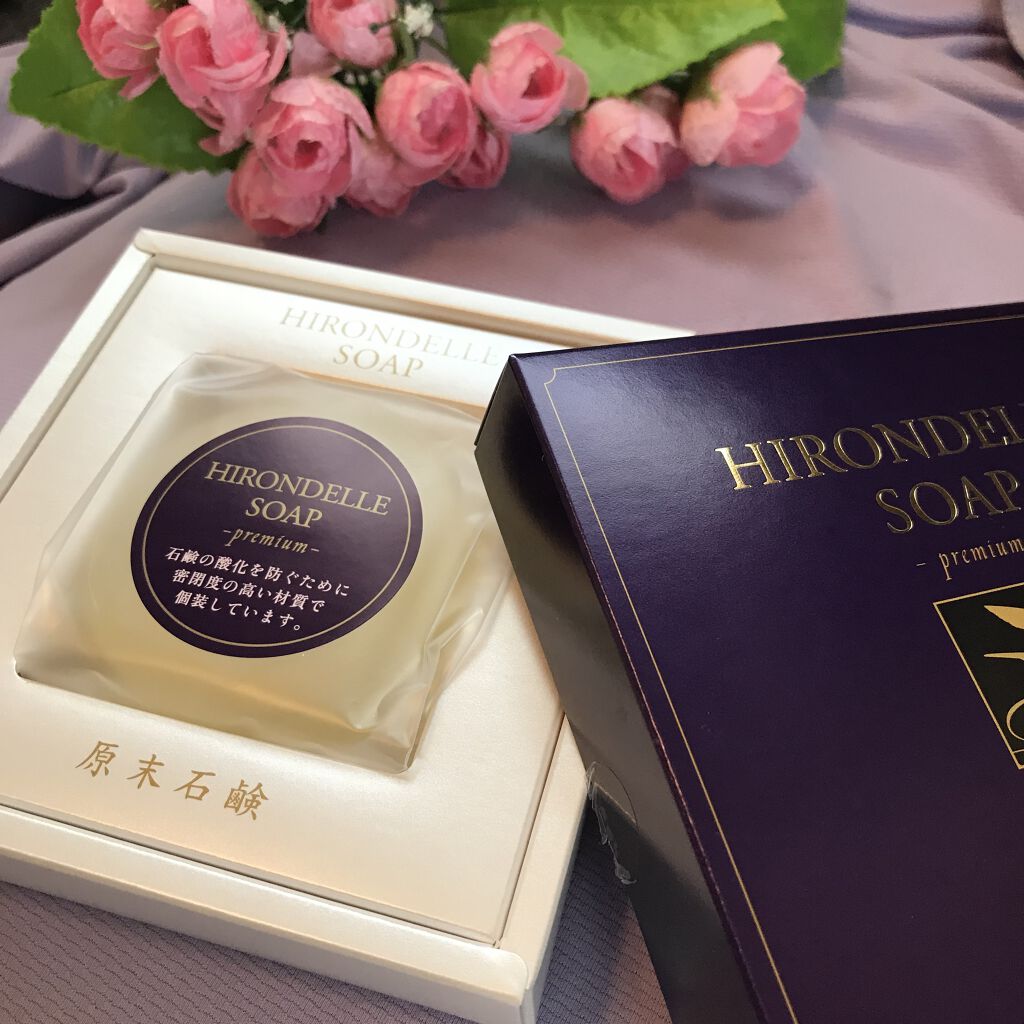 HIRONDELLE
SOAP
HIRONDELLE
SOAP
-premium-
石鹸の酸化を防ぐために
密閉度の高い材質で
個装しています。
原末石鹸
HIRONDELL
SOAP
- premium